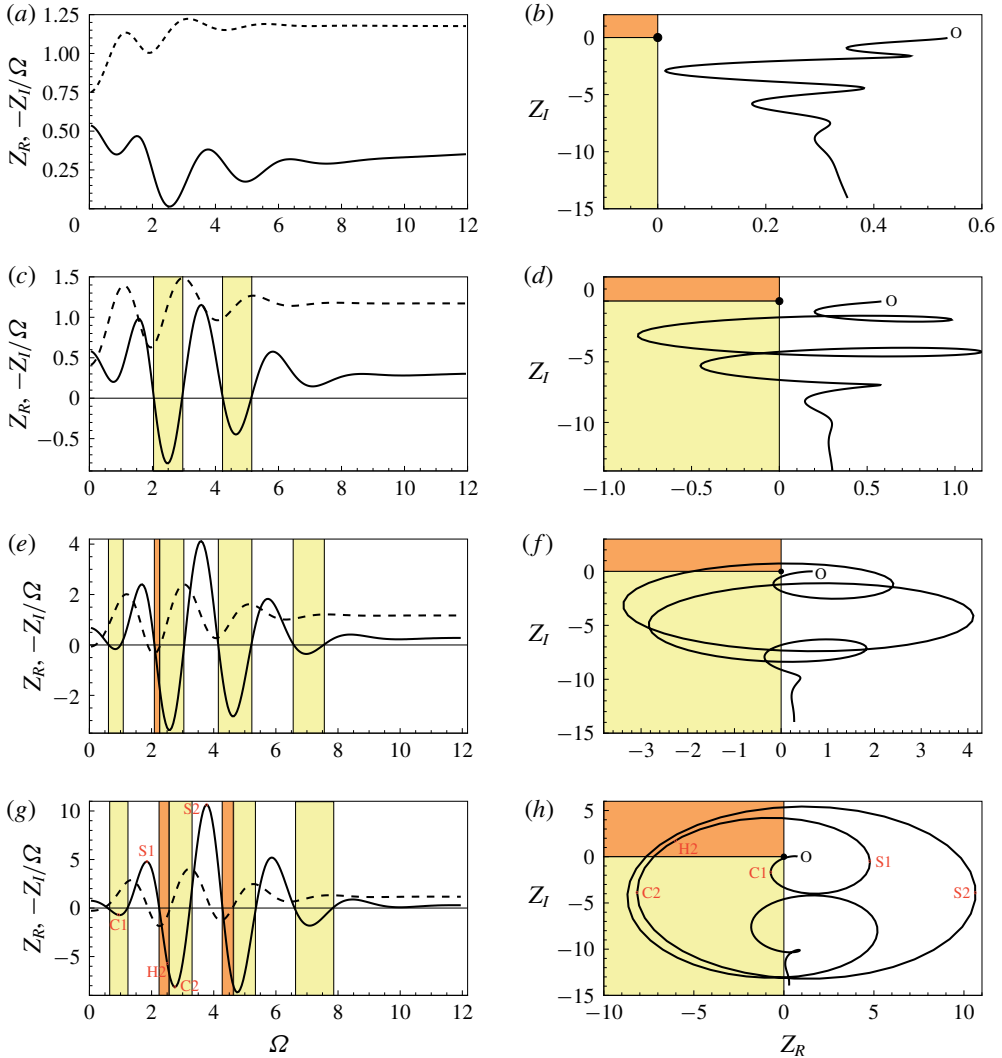 (a)
1.25
1.00
0.75
0.50
0.25
0
Z_R, −Z_I/Ω
0 2 4 6 8 10 12
(b)
0
−5
−10
−15
Z_I
O
0 0.2 0.4 0.6
(c)
1.5
1.0
0.5
0
−0.5
Z_R, −Z_I/Ω
0 2 4 6 8 10 12
(d)
0
−5
−10
Z_I
O
−1.0 −0.5 0 0.5 1.0
(e)
4
2
0
−2
Z_R, −Z_I/Ω
0 2 4 6 8 10 12
(f)
0
−5
−10
−15
Z_I
O
−3 −2 −1 0 1 2 3 4
(g)
10
5
0
−5
Z_R, −Z_I/Ω
S1
S2
C1
H2
C2
0 2 4 6 8 10 12
Ω
(h)
5
0
−5
−10
−15
Z_I
H2
O
C1
S1
C2
S2
−10 −5 0 5 10
Z_R